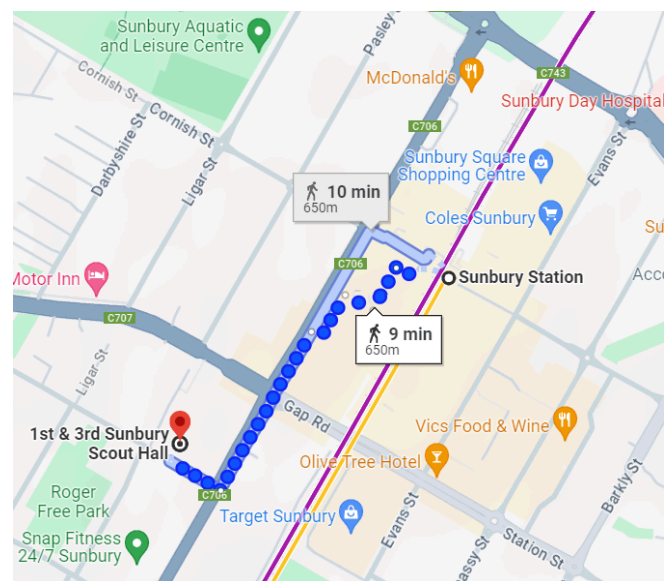 Sunbury Aquatic
and Leisure Centre
Pasley St
McDonald's
C743
Cornish St
Cornish St
Sunbury Day Hospital
C706
Darbyshire St
Ligar St
Evans St
Sunbury Square
Shopping Centre
10 min
650m
Coles Sunbury
Su
C706
Sunbury Station
Motor Inn
Acco
C707
9 min
650m
Ligar St
Gap Rd
Vics Food & Wine
1st & 3rd Sunbury
Scout Hall
Olive Tree Hotel
Barkly St
C706
Roger
Free Park
Target Sunbury
Evans St
Station St
Snap Fitness
24/7 Sunbury